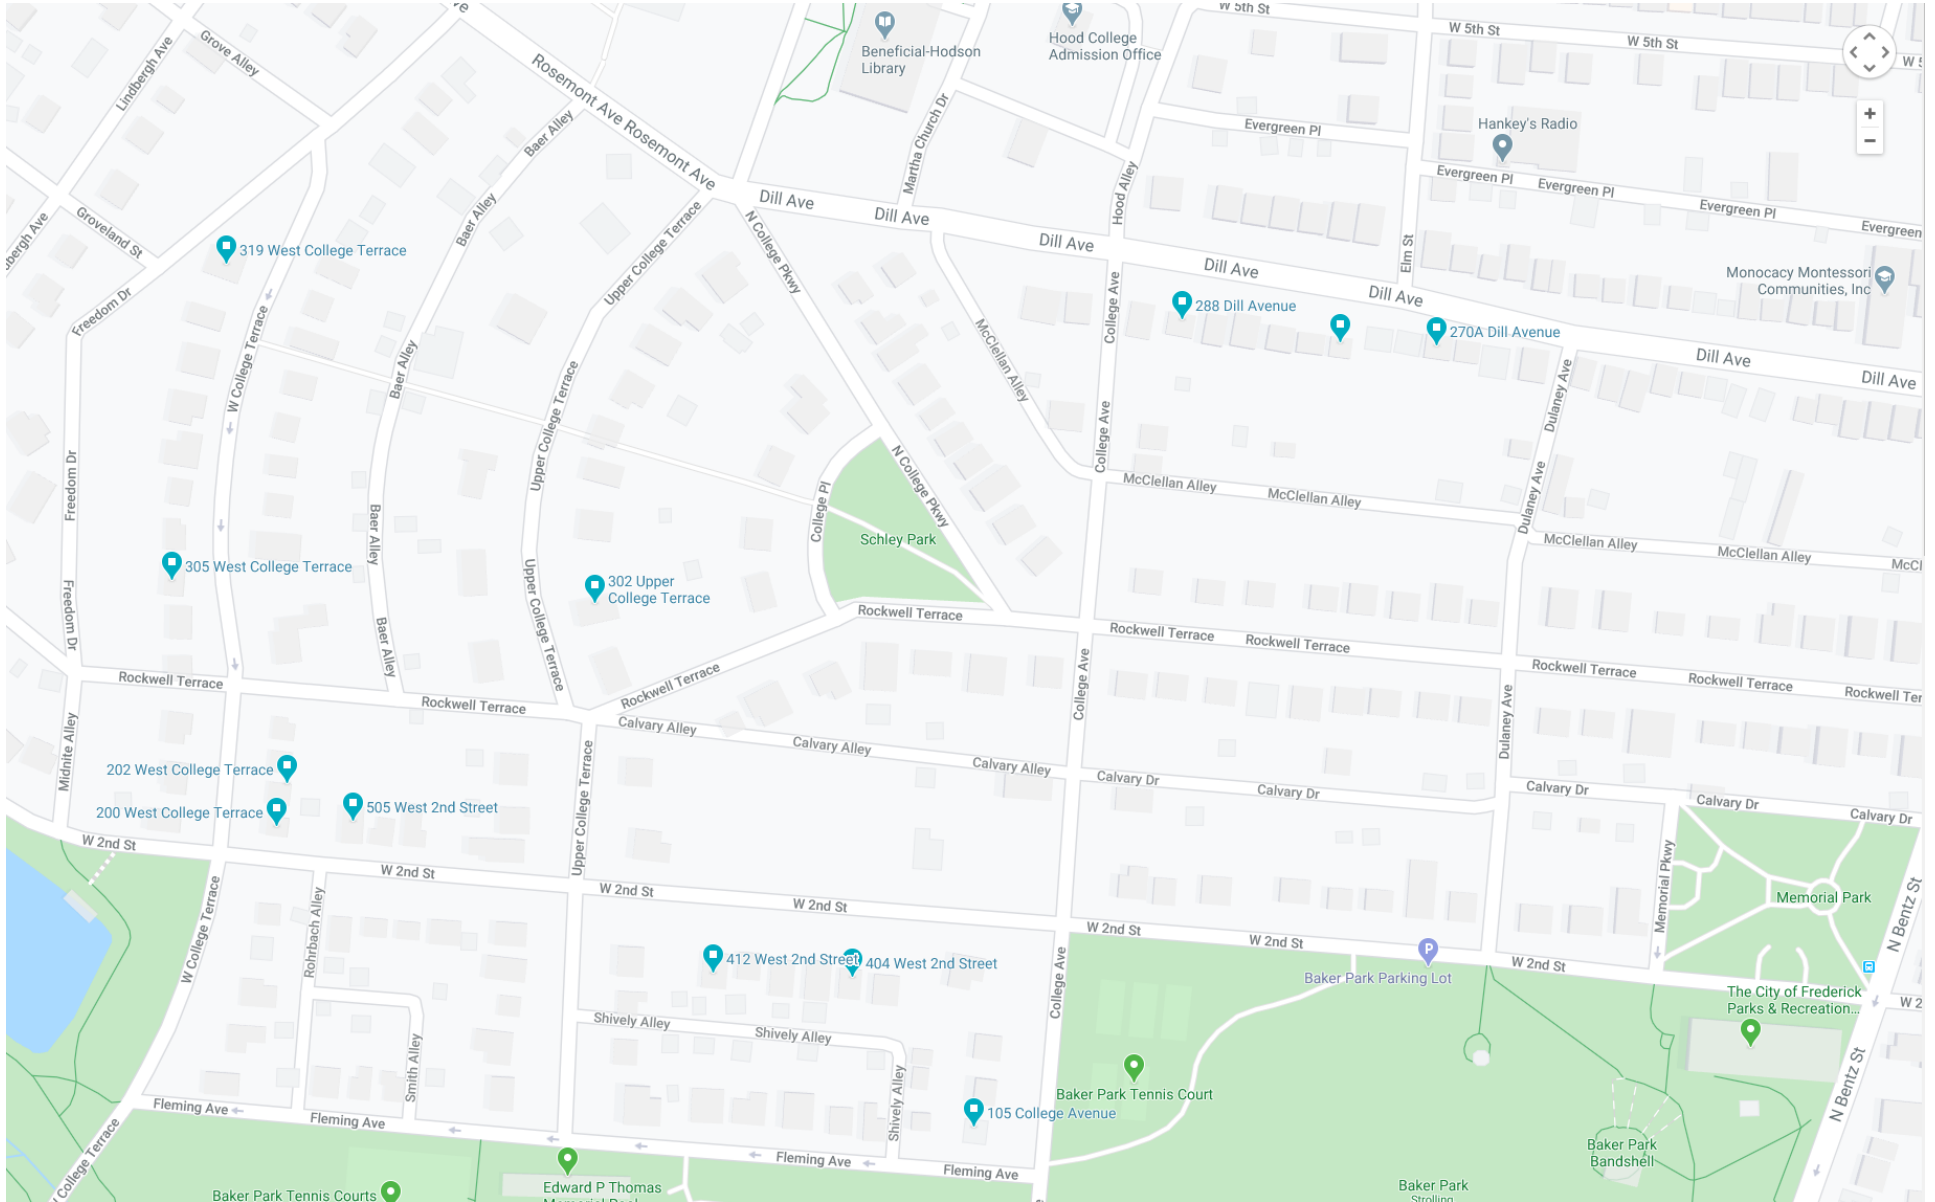 W 5th St
W 5th St
W 5th St
Beneficial-Hodson
Library
Hood College
Admission Office
Grove Alley
Lindbergh Ave
Rosemont Ave
Rosemont Ave
Baer Alley
Martha Church Dr
Evergreen Pl
Hankey's Radio
+
−
Evergreen Pl
Evergreen Pl
Evergreen Pl
Evergreen
Groveland St
Baer Alley
Upper College Terrace
Upper College Terrace
N College Pkwy
Dill Ave
Dill Ave
Dill Ave
Dill Ave
Dill Ave
Dill Ave
Dill Ave
Hood Alley
Elm St
319 West College Terrace
Freedom Dr
W College Terrace
Baer Alley
McClellan Alley
College Ave
288 Dill Avenue
270A Dill Avenue
Monocacy Montessori
Communities, Inc
Upper College Terrace
College Ave
Dulaney Ave
Freedom Dr
Baer Alley
College Pl
N College Pkwy
McClellan Alley
McClellan Alley
Dulaney Ave
McClellan Alley
McClellan Alley
McCl
Schley Park
305 West College Terrace
302 Upper
College Terrace
Freedom Dr
Baer Alley
Upper College Terrace
Rockwell Terrace
Rockwell Terrace
Rockwell Terrace
Rockwell Terrace
Rockwell Terrace
Rockwell Terrace
Rockwell Terrace
Rockwell Terrace
Rockwell Ter
College Ave
Dulaney Ave
Midnite Alley
Calvary Alley
Calvary Alley
Calvary Alley
Calvary Dr
Calvary Dr
Calvary Dr
Calvary Dr
Calvary Dr
202 West College Terrace
200 West College Terrace
505 West 2nd Street
Upper College Terrace
W 2nd St
W 2nd St
W 2nd St
W 2nd St
W 2nd St
W 2nd St
W 2nd St
W 2
Memorial Pkwy
Memorial Park
N Bentz St
W College Terrace
Rohrbach Alley
412 West 2nd Street
404 West 2nd Street
College Ave
P
Baker Park Parking Lot
The City of Frederick
Parks & Recreation...
Shively Alley
Shively Alley
Smith Alley
Shively Alley
Baker Park Tennis Court
105 College Avenue
N Bentz St
Fleming Ave
Fleming Ave
Fleming Ave
Fleming Ave
College Terrace
Baker Park
Bandshell
Baker Park Tennis Courts
Edward P Thomas
Baker Park